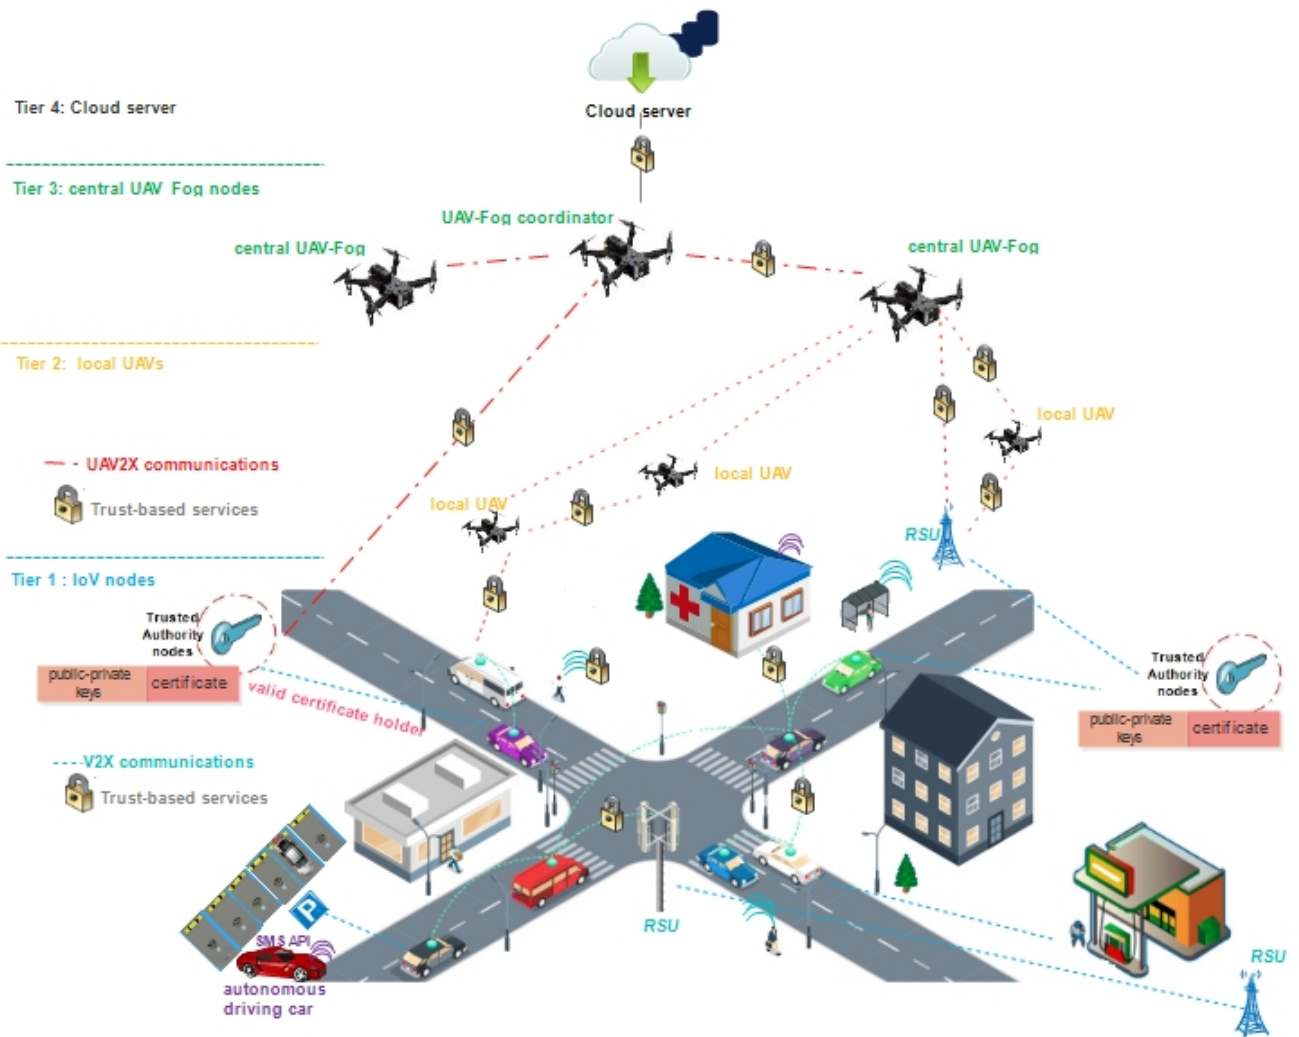 Cloud server
Tier 4: Cloud server
Tier 3: central UAV Fog nodes
UAV-Fog coordinator
central UAV-Fog
central UAV-Fog
Tier 2: local UAVs
local UAV
UAV2X communications
local UAV
Trust-based services
local UAV
RSU
Tier 1 : IoV nodes
Trusted
Authority
nodes
public-private
keys
certificate
valid certificate holder
Trusted
Authority
nodes
public-private
keys
certificate
V2X communications
Trust-based services
P
SMS API
autonomous
driving car
RSU
RSU